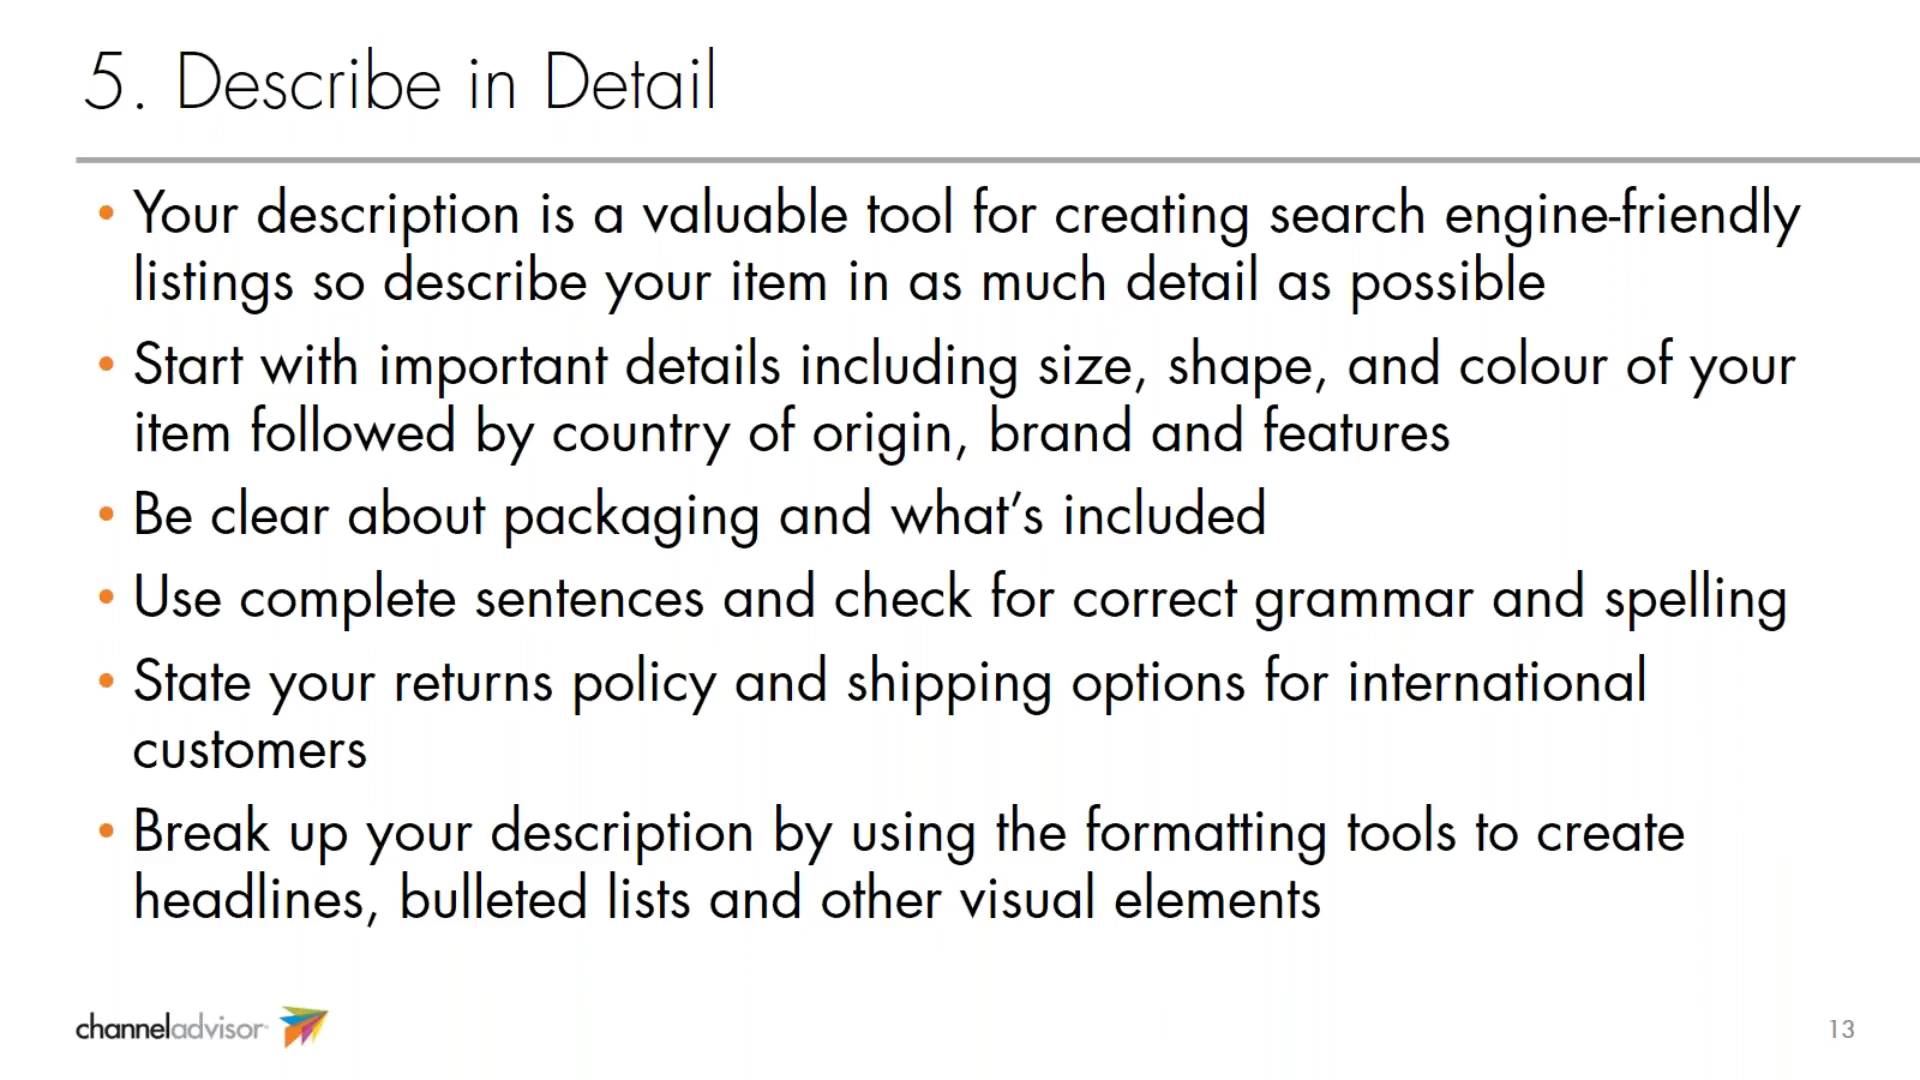 5. Describe in Detail
• Your description is a valuable tool for creating search engine-friendly
listings so describe your item in as much detail as possible
• Start with important details including size, shape, and colour of your
item followed by country of origin, brand and features
• Be clear about packaging and what’s included
• Use complete sentences and check for correct grammar and spelling
• State your returns policy and shipping options for international
customers
• Break up your description by using the formatting tools to create
headlines, bulleted lists and other visual elements
channeladvisor
13